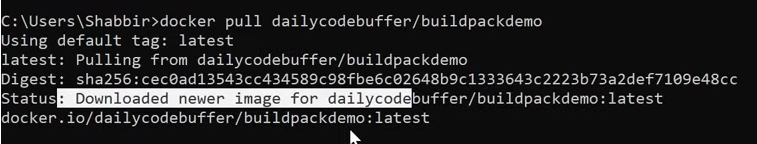 C:\Users\Shabbir>docker pull dailycodebuffer/buildpackdemo
Using default tag: latest
latest: Pulling from dailycodebuffer/buildpackdemo
Digest: sha256:cec0ad13543cc434589c98fbe6c02648b9c1333643c2223b73a2def7109e48cc
Status: Downloaded newer image for dailycodebuffer/buildpackdemo:latest
docker.io/dailycodebuffer/buildpackdemo:latest